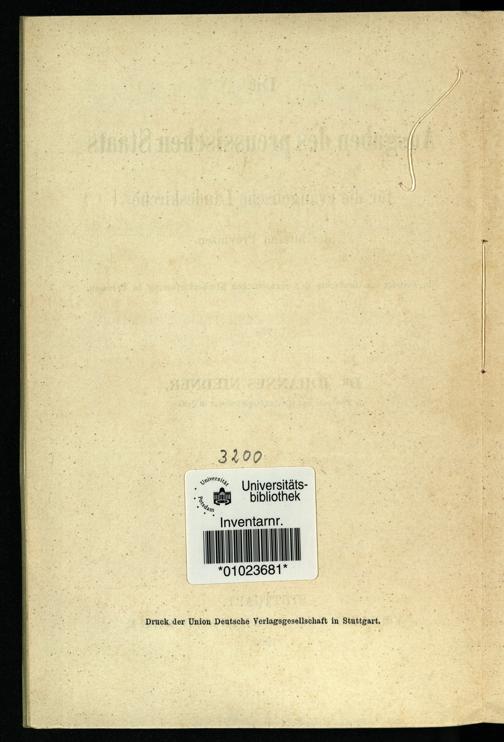 3200
Universität
Potsdam
Universitäts-
bibliothek
Inventarnr.
*01023681*
Druck der Union Deutsche Verlagsgesellschaft in Stuttgart.